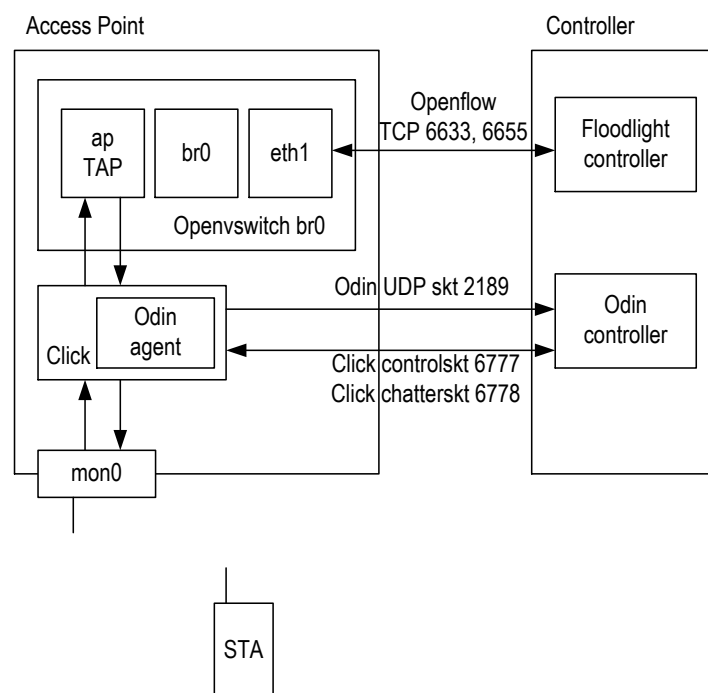 Access Point
Controller
Openflow
TCP 6633, 6655
ap
TAP
br0
eth1
Floodlight
controller
Openvswitch br0
Odin UDP skt 2189
Odin
agent
Click
Odin
controller
Click controlskt 6777
Click chatterskt 6778
mon0
STA